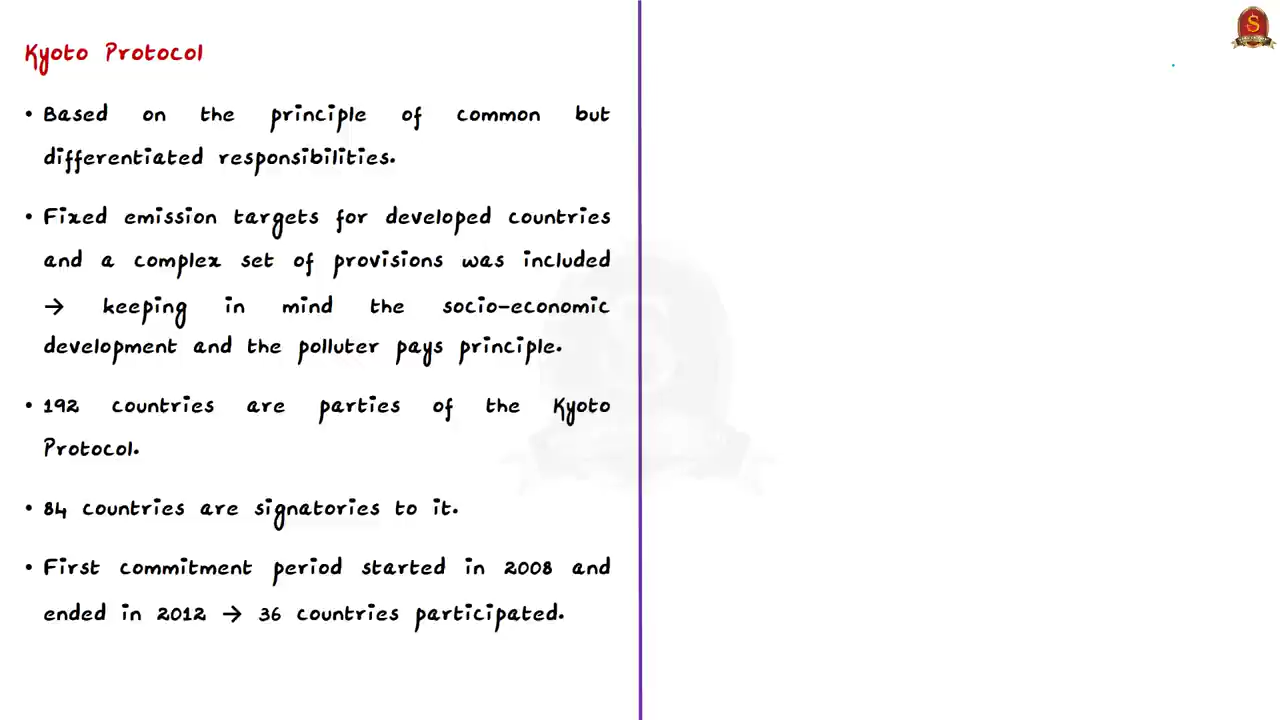 Kyoto Protocol
• Based on the principle of common but
differentiated responsibilities.
• Fixed emission targets for developed countries
and a complex set of provisions was included
→ keeping in mind the socio-economic
development and the polluter pays principle.
• 192 countries are parties of the Kyoto
Protocol.
• 84 countries are signatories to it.
• First commitment period started in 2008 and
ended in 2012 → 36 countries participated.